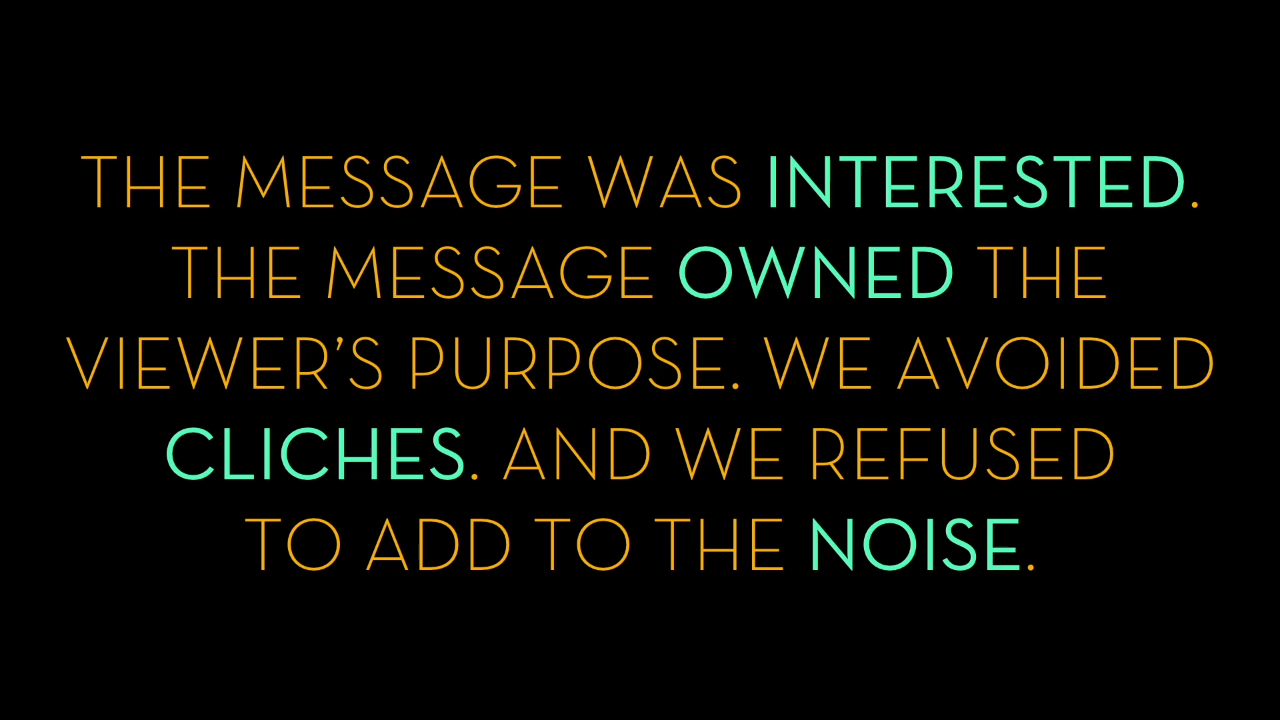 THE MESSAGE WAS INTERESTED.
THE MESSAGE OWNED THE
VIEWER’S PURPOSE. WE AVOIDED
CLICHES. AND WE REFUSED
TO ADD TO THE NOISE.